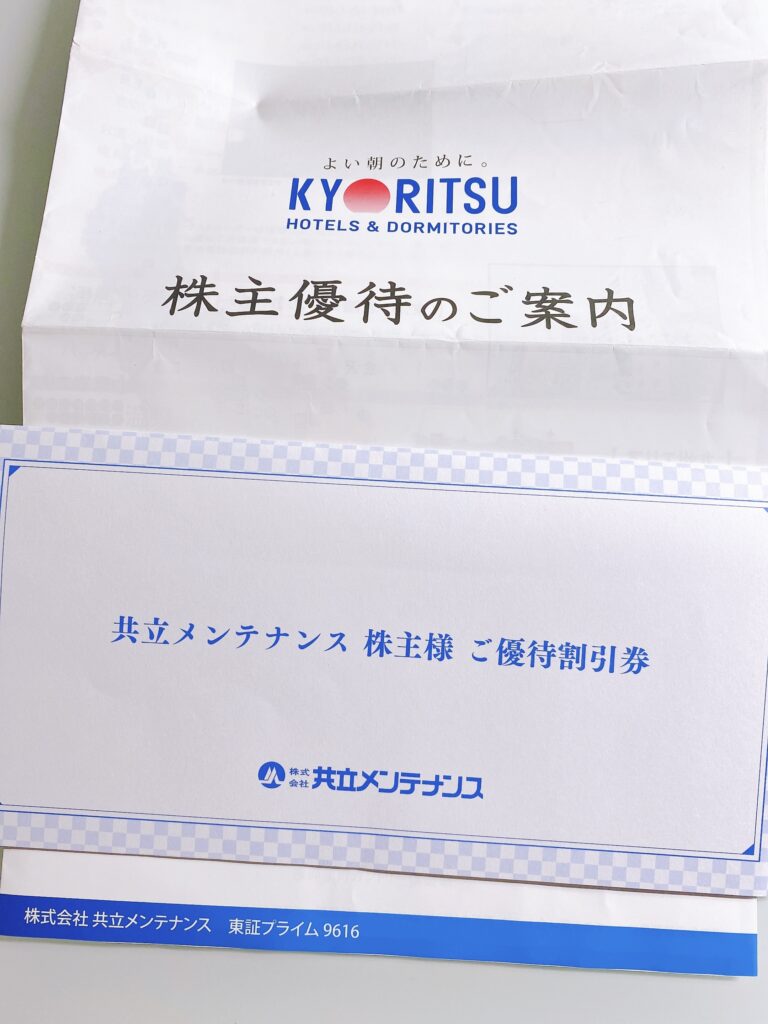 よい朝のために。
KYORITSU
HOTELS & DORMITORIES
株主優待のご案内
共立メンテナンス 株主様 ご優待割引券
株式会社 共立メンテナンス
株式会社 共立メンテナンス 東証プライム 9616